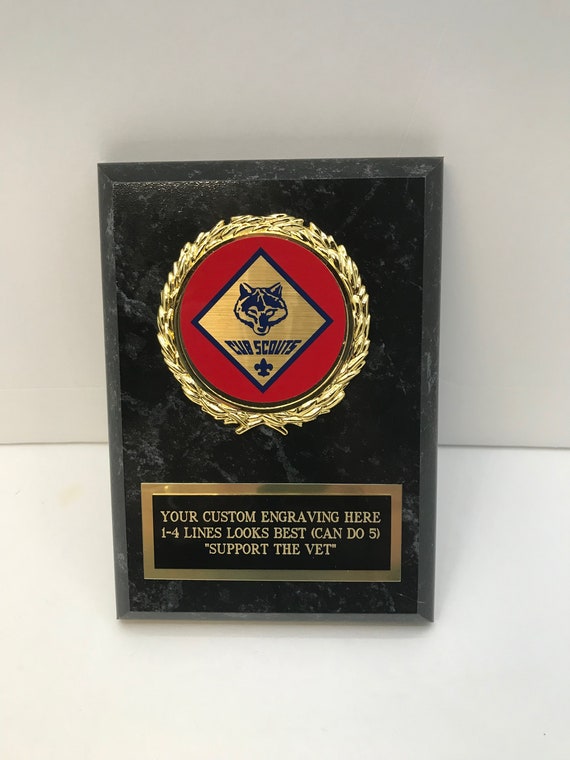 CUB SCOUTS
YOUR CUSTOM ENGRAVING HERE
1-4 LINES LOOKS BEST (CAN DO 5)
"SUPPORT THE VET"